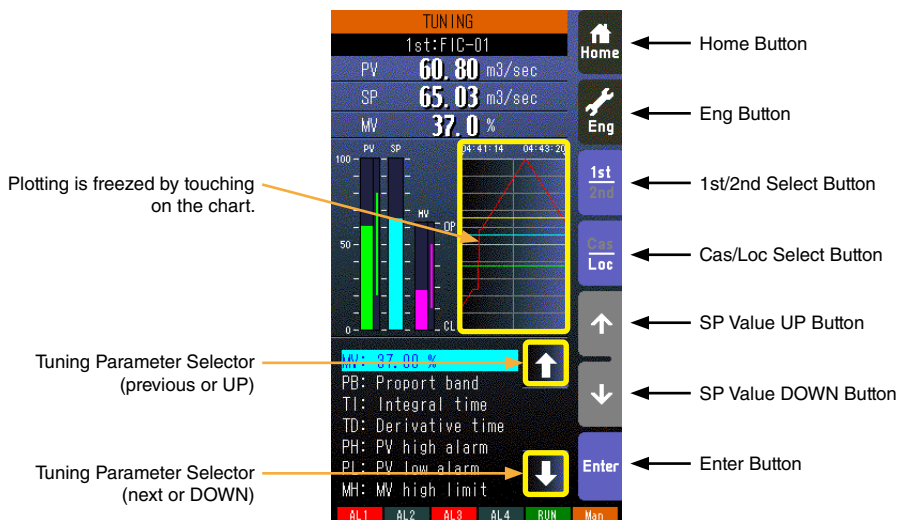 TUNING
1st:FIC-01
PV 60.80 m3/sec
SP 65.03 m3/sec
MV 37.0 %
PV SP
04:41:14 04:43:20
100
MV
OP
50
0
CL
MV: 37.00 %
PB: Proport band
TI: Integral time
TD: Derivative time
PH: PV high alarm
PL: PV low alarm
MH: MV high limit
AL1 AL2 AL3 AL4 RUN Man
Home
Eng
1st
2nd
Cas
Loc
Enter
Plotting is freezed by touching
on the chart.
Tuning Parameter Selector
(previous or UP)
Tuning Parameter Selector
(next or DOWN)
Home Button
Eng Button
1st/2nd Select Button
Cas/Loc Select Button
SP Value UP Button
SP Value DOWN Button
Enter Button